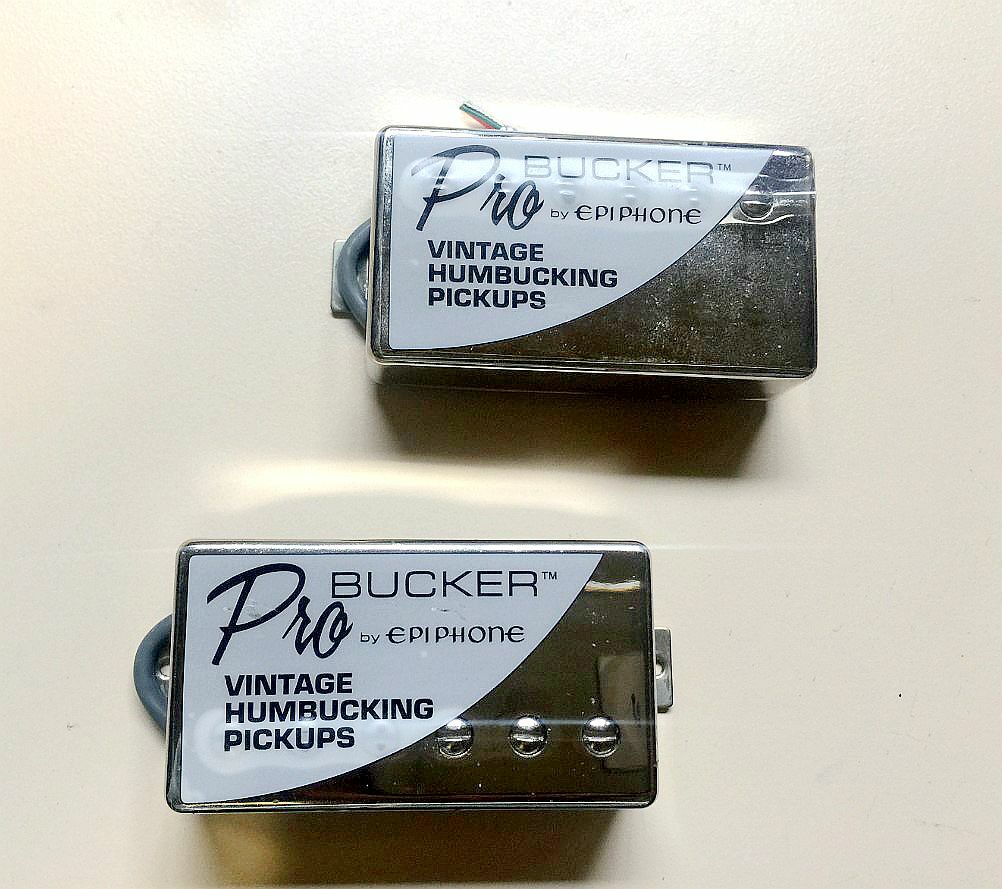 Pro BUCKER™
by EPIPHONE
VINTAGE
HUMBUCKING
PICKUPS
Pro BUCKER™
by EPIPHONE
VINTAGE
HUMBUCKING
PICKUPS